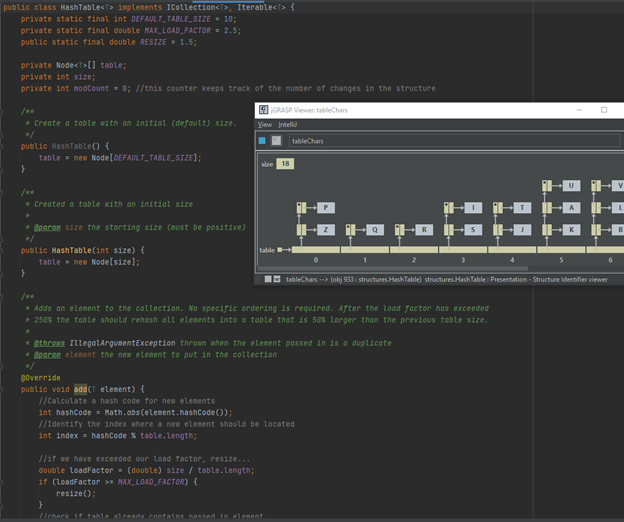 public class HashTable<T> implements ICollection<T>, Iterable<T> {
private static final int DEFAULT_TABLE_SIZE = 10;
private static final double MAX_LOAD_FACTOR = 2.5;
public static final double RESIZE = 1.5;
private Node<T>[] table;
private int size;
private int modCount = 0; //this counter keeps track of the number of changes in the structure
/**
* Create a table with an initial (default) size.
*/
public HashTable() {
table = new Node[DEFAULT_TABLE_SIZE];
}
/**
* Created a table with an initial size
*
* @param size the starting size (must be positive)
*/
public HashTable(int size) {
table = new Node[size];
}
/**
* Adds an element to the collection. No specific ordering is required. After the load factor has exceeded
* 250% the table should rehash all elements into a table that is 50% larger than the previous table size.
*
* @throws IllegalArgumentException thrown when the element passed in is a duplicate
* @param element the new element to put in the collection
*/
@Override
public void add(T element) {
//Calculate a hash code for new elements
int hashCode = Math.abs(element.hashCode());
//Identify the index where a new element should be located
int index = hashCode % table.length;
//if we have exceeded our load factor, resize...
double loadFactor = (double) size / table.length;
if (loadFactor >= MAX_LOAD_FACTOR) {
resize();
}
//check if table already contains passed in element
jGRASP Viewer: tableChars
View IntelliJ
tableChars
size 18
U V
P I T A L
Z Q R S J K B
table
0 1 2 3 4 5 6
tableChars --> (obj 933 : structures.HashTable) structures.HashTable : Presentation - Structure Identifier viewer